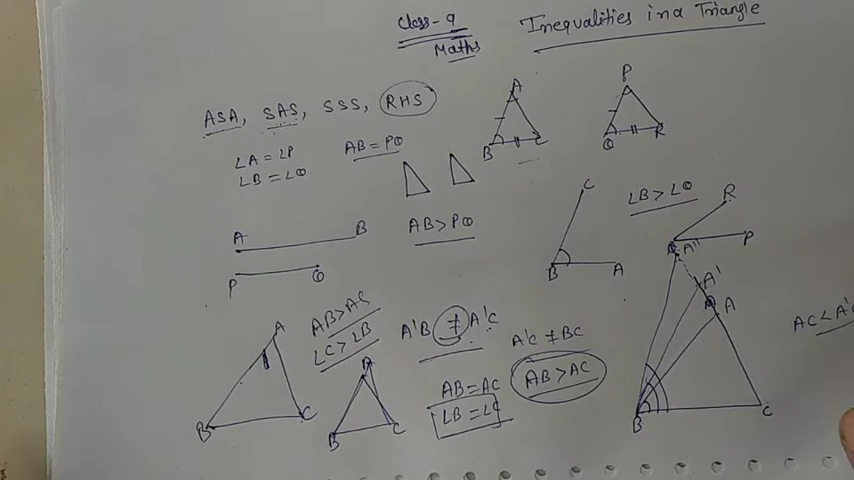 Class-9
Maths
Inequalities in a Triangle
ASA, SAS, SSS, RHS
∠A = ∠P
∠B = ∠Q
AB = PQ
A
B
C
P
Q
R
A
B
P
Q
AB > PQ
C
B
A
∠B > ∠Q
R
P
A
B
C
AB > AC
∠C > ∠B
A'B ≠ A'C
A
B
C
AB = AC
∠B = ∠C
A'C ≠ BC
AB > AC
A''
A'
A
B
C
AC < A'C